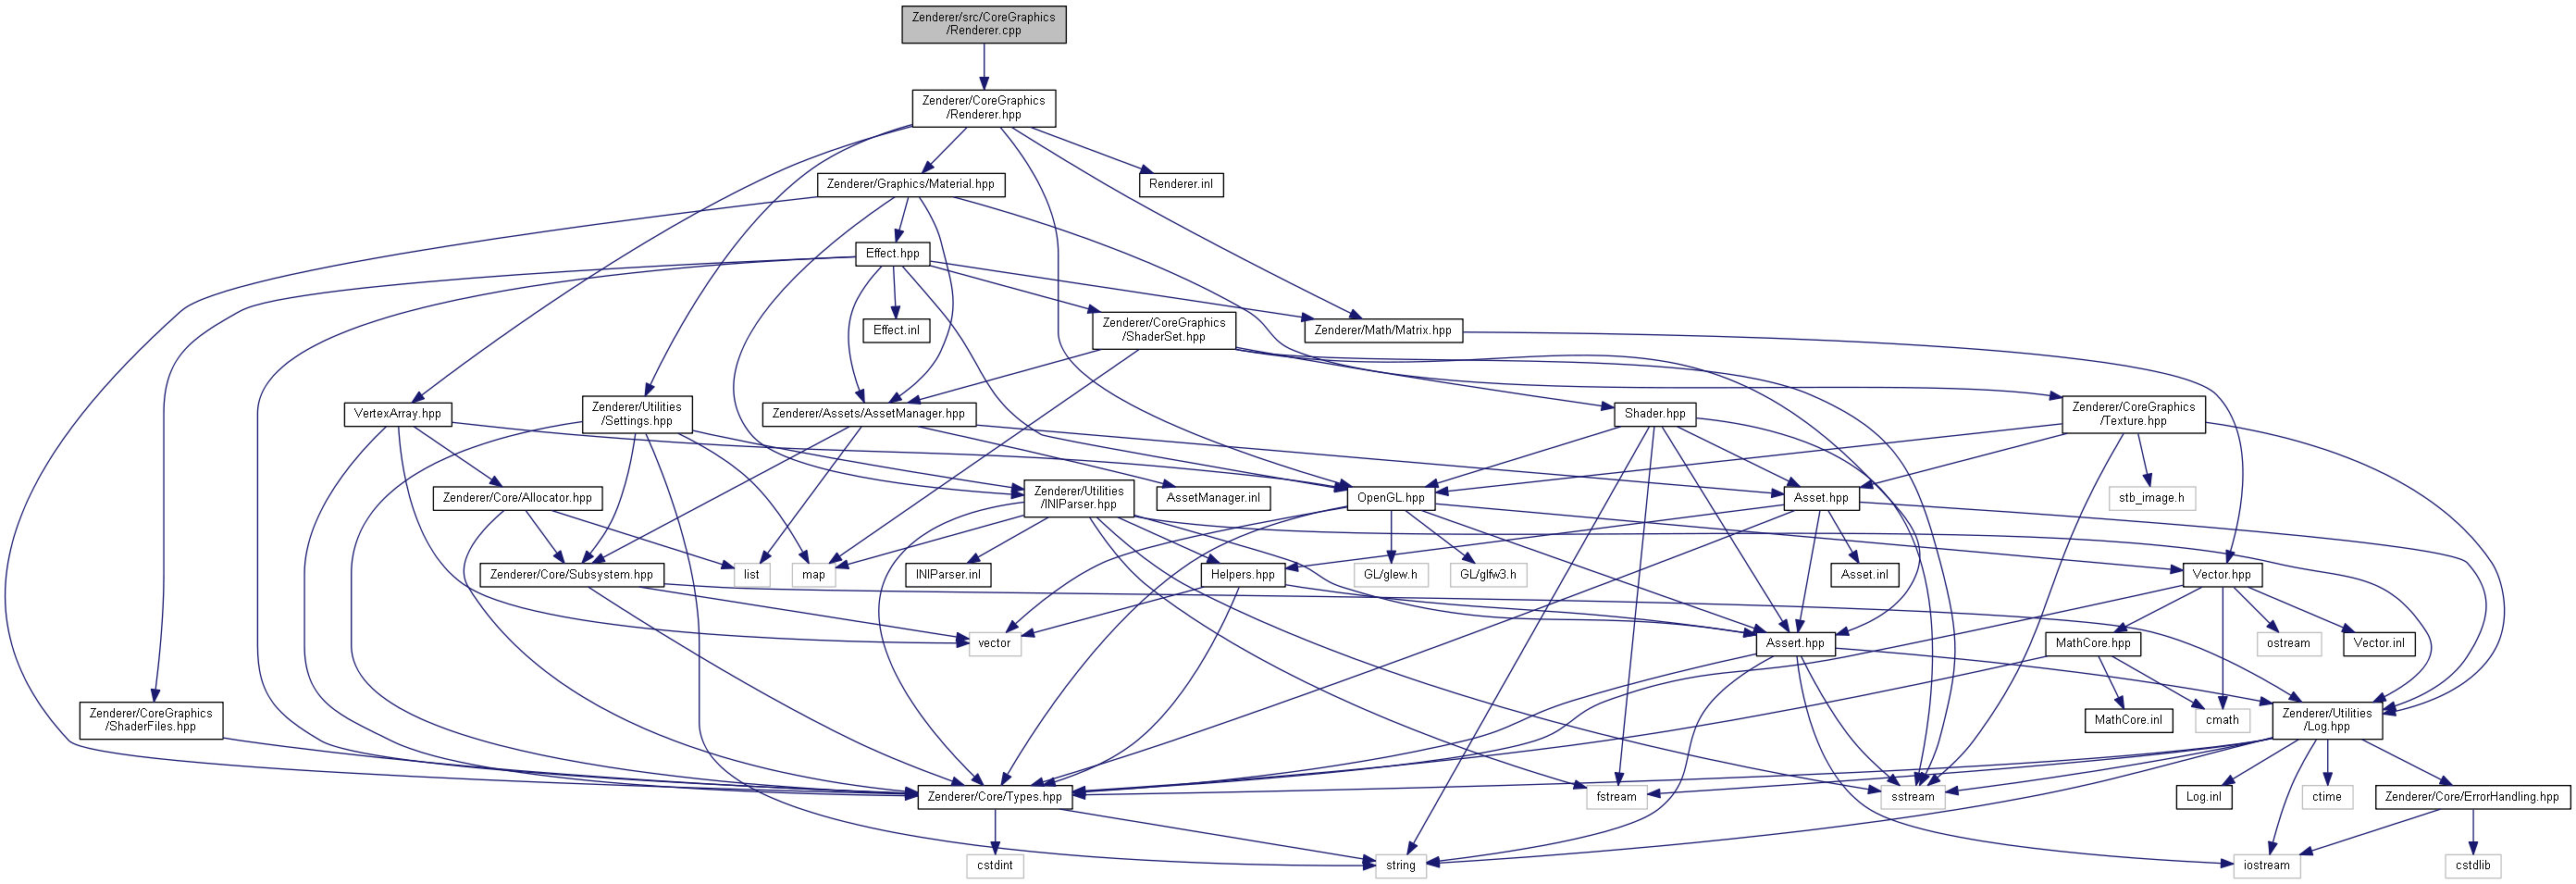 Zenderer/src/CoreGraphics
/Renderer.cpp
Zenderer/CoreGraphics
/Renderer.hpp
Zenderer/Graphics/Material.hpp
Renderer.inl
Effect.hpp
Effect.inl
Zenderer/CoreGraphics
/ShaderSet.hpp
Zenderer/Math/Matrix.hpp
VertexArray.hpp
Zenderer/Utilities
/Settings.hpp
Zenderer/Assets/AssetManager.hpp
Shader.hpp
Zenderer/CoreGraphics
/Texture.hpp
Zenderer/Core/Allocator.hpp
Zenderer/Utilities
/INIParser.hpp
AssetManager.inl
OpenGL.hpp
Asset.hpp
stb_image.h
Zenderer/Core/Subsystem.hpp
list
map
INIParser.inl
Helpers.hpp
GL/glew.h
GL/glfw3.h
Asset.inl
Vector.hpp
vector
Assert.hpp
MathCore.hpp
ostream
Vector.inl
Zenderer/CoreGraphics
/ShaderFiles.hpp
MathCore.inl
cmath
Zenderer/Utilities
/Log.hpp
Zenderer/Core/Types.hpp
fstream
sstream
Log.inl
ctime
Zenderer/Core/ErrorHandling.hpp
cstdint
string
iostream
cstdlib